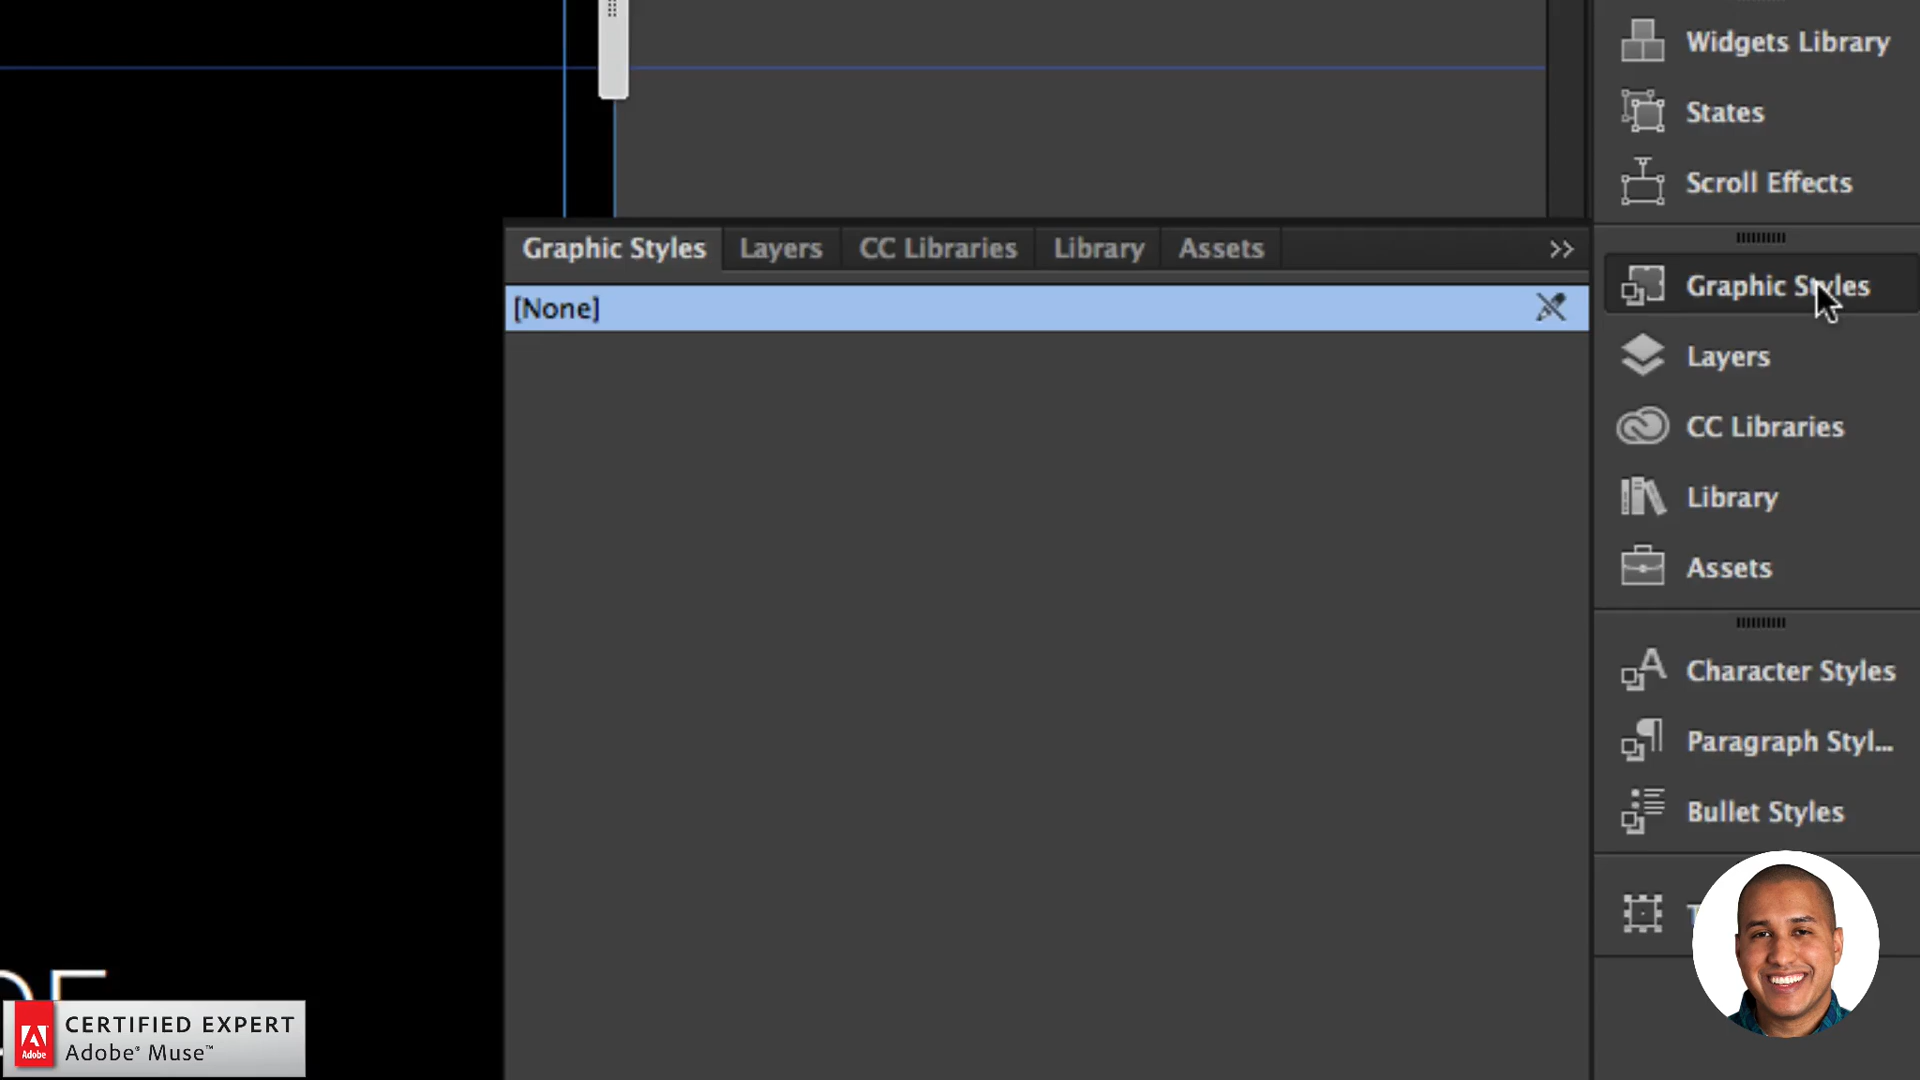 Widgets Library
States
Scroll Effects
Graphic Styles Layers CC Libraries Library Assets
[None]
Graphic Styles
Layers
CC Libraries
Library
Assets
Character Styles
Paragraph Styl...
Bullet Styles
CERTIFIED EXPERT
Adobe® Muse™
Adobe